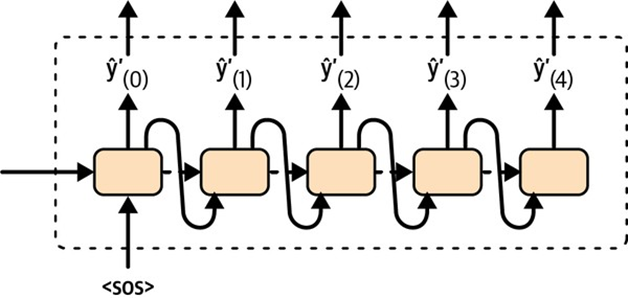 ŷ′(0) ŷ′(1) ŷ′(2) ŷ′(3) ŷ′(4)
<sos>